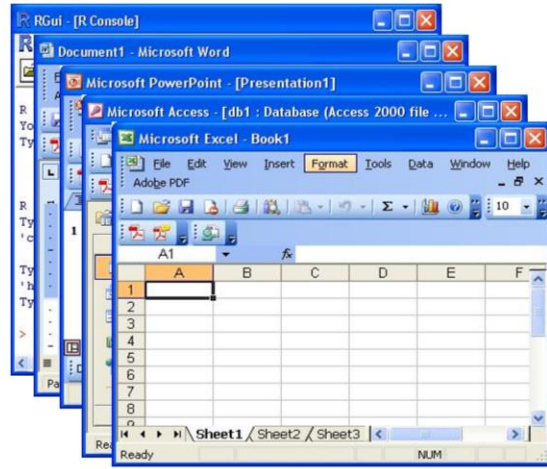 RGui - [R Console]
Document1 - Microsoft Word
Microsoft PowerPoint - [Presentation1]
Microsoft Access - [db1 : Database (Access 2000 file ...
Microsoft Excel - Book1
File Edit View Insert Format Tools Data Window Help
Adobe PDF
10
A1 fx
A B C D E F
1
2
3
4
5
6
7
8
9
Sheet1 Sheet2 Sheet3
Ready NUM
R
Yo
Ty
R
Ty
'c
Ty
'h
Ty
>
1
Pa
Rea